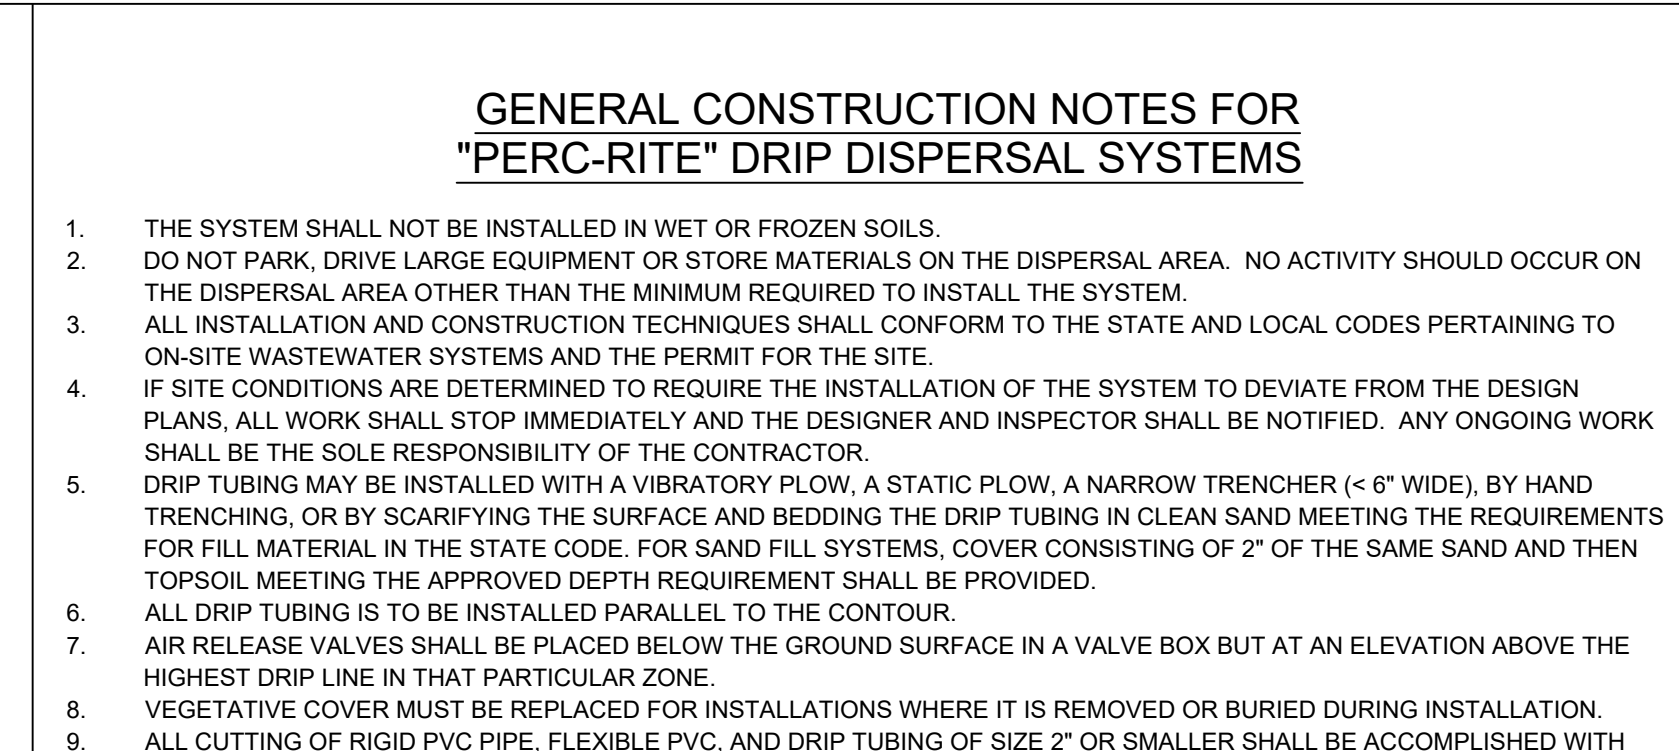 GENERAL CONSTRUCTION NOTES FOR
"PERC-RITE" DRIP DISPERSAL SYSTEMS
1. THE SYSTEM SHALL NOT BE INSTALLED IN WET OR FROZEN SOILS.
2. DO NOT PARK, DRIVE LARGE EQUIPMENT OR STORE MATERIALS ON THE DISPERSAL AREA. NO ACTIVITY SHOULD OCCUR ON
THE DISPERSAL AREA OTHER THAN THE MINIMUM REQUIRED TO INSTALL THE SYSTEM.
3. ALL INSTALLATION AND CONSTRUCTION TECHNIQUES SHALL CONFORM TO THE STATE AND LOCAL CODES PERTAINING TO
ON-SITE WASTEWATER SYSTEMS AND THE PERMIT FOR THE SITE.
4. IF SITE CONDITIONS ARE DETERMINED TO REQUIRE THE INSTALLATION OF THE SYSTEM TO DEVIATE FROM THE DESIGN
PLANS, ALL WORK SHALL STOP IMMEDIATELY AND THE DESIGNER AND INSPECTOR SHALL BE NOTIFIED. ANY ONGOING WORK
SHALL BE THE SOLE RESPONSIBILITY OF THE CONTRACTOR.
5. DRIP TUBING MAY BE INSTALLED WITH A VIBRATORY PLOW, A STATIC PLOW, A NARROW TRENCHER (< 6" WIDE), BY HAND
TRENCHING, OR BY SCARIFYING THE SURFACE AND BEDDING THE DRIP TUBING IN CLEAN SAND MEETING THE REQUIREMENTS
FOR FILL MATERIAL IN THE STATE CODE. FOR SAND FILL SYSTEMS, COVER CONSISTING OF 2" OF THE SAME SAND AND THEN
TOPSOIL MEETING THE APPROVED DEPTH REQUIREMENT SHALL BE PROVIDED.
6. ALL DRIP TUBING IS TO BE INSTALLED PARALLEL TO THE CONTOUR.
7. AIR RELEASE VALVES SHALL BE PLACED BELOW THE GROUND SURFACE IN A VALVE BOX BUT AT AN ELEVATION ABOVE THE
HIGHEST DRIP LINE IN THAT PARTICULAR ZONE.
8. VEGETATIVE COVER MUST BE REPLACED FOR INSTALLATIONS WHERE IT IS REMOVED OR BURIED DURING INSTALLATION.
9. ALL CUTTING OF RIGID PVC PIPE, FLEXIBLE PVC, AND DRIP TUBING OF SIZE 2" OR SMALLER SHALL BE ACCOMPLISHED WITH